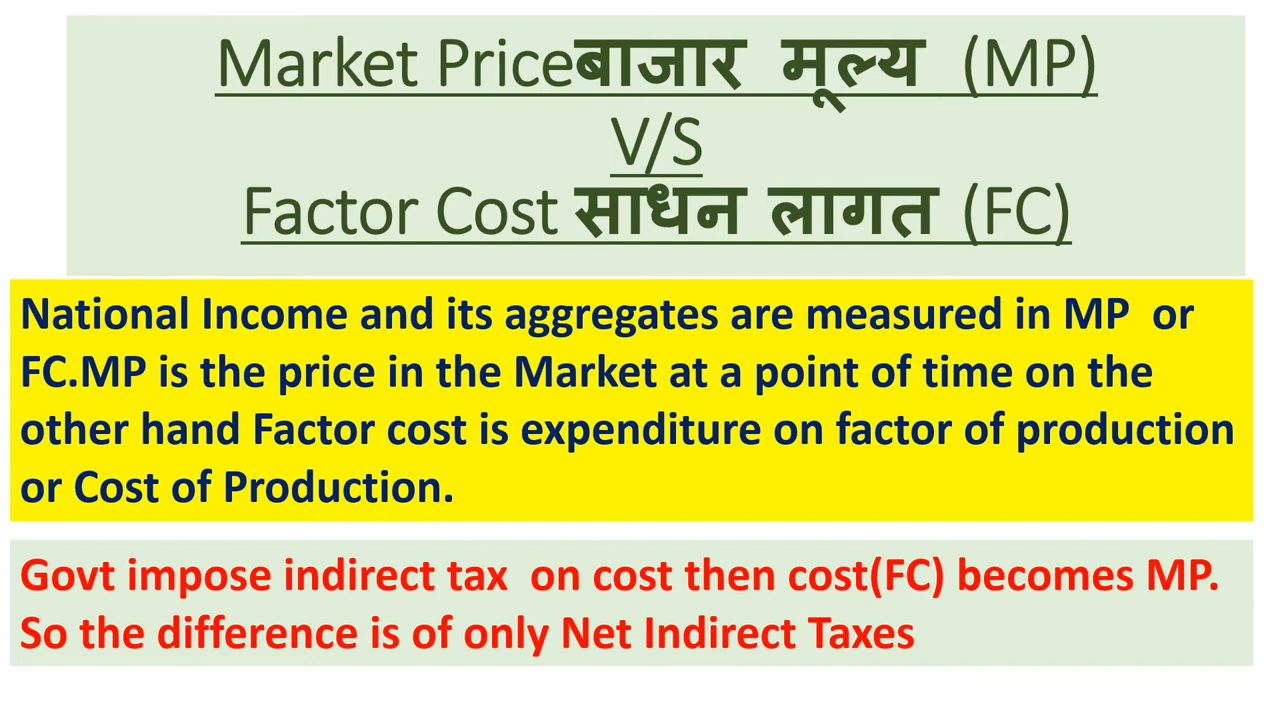 Market Priceबाजार मूल्य (MP)
V/S
Factor Cost साधन लागत (FC)
National Income and its aggregates are measured in MP or
FC.MP is the price in the Market at a point of time on the
other hand Factor cost is expenditure on factor of production
or Cost of Production.
Govt impose indirect tax on cost then cost(FC) becomes MP.
So the difference is of only Net Indirect Taxes